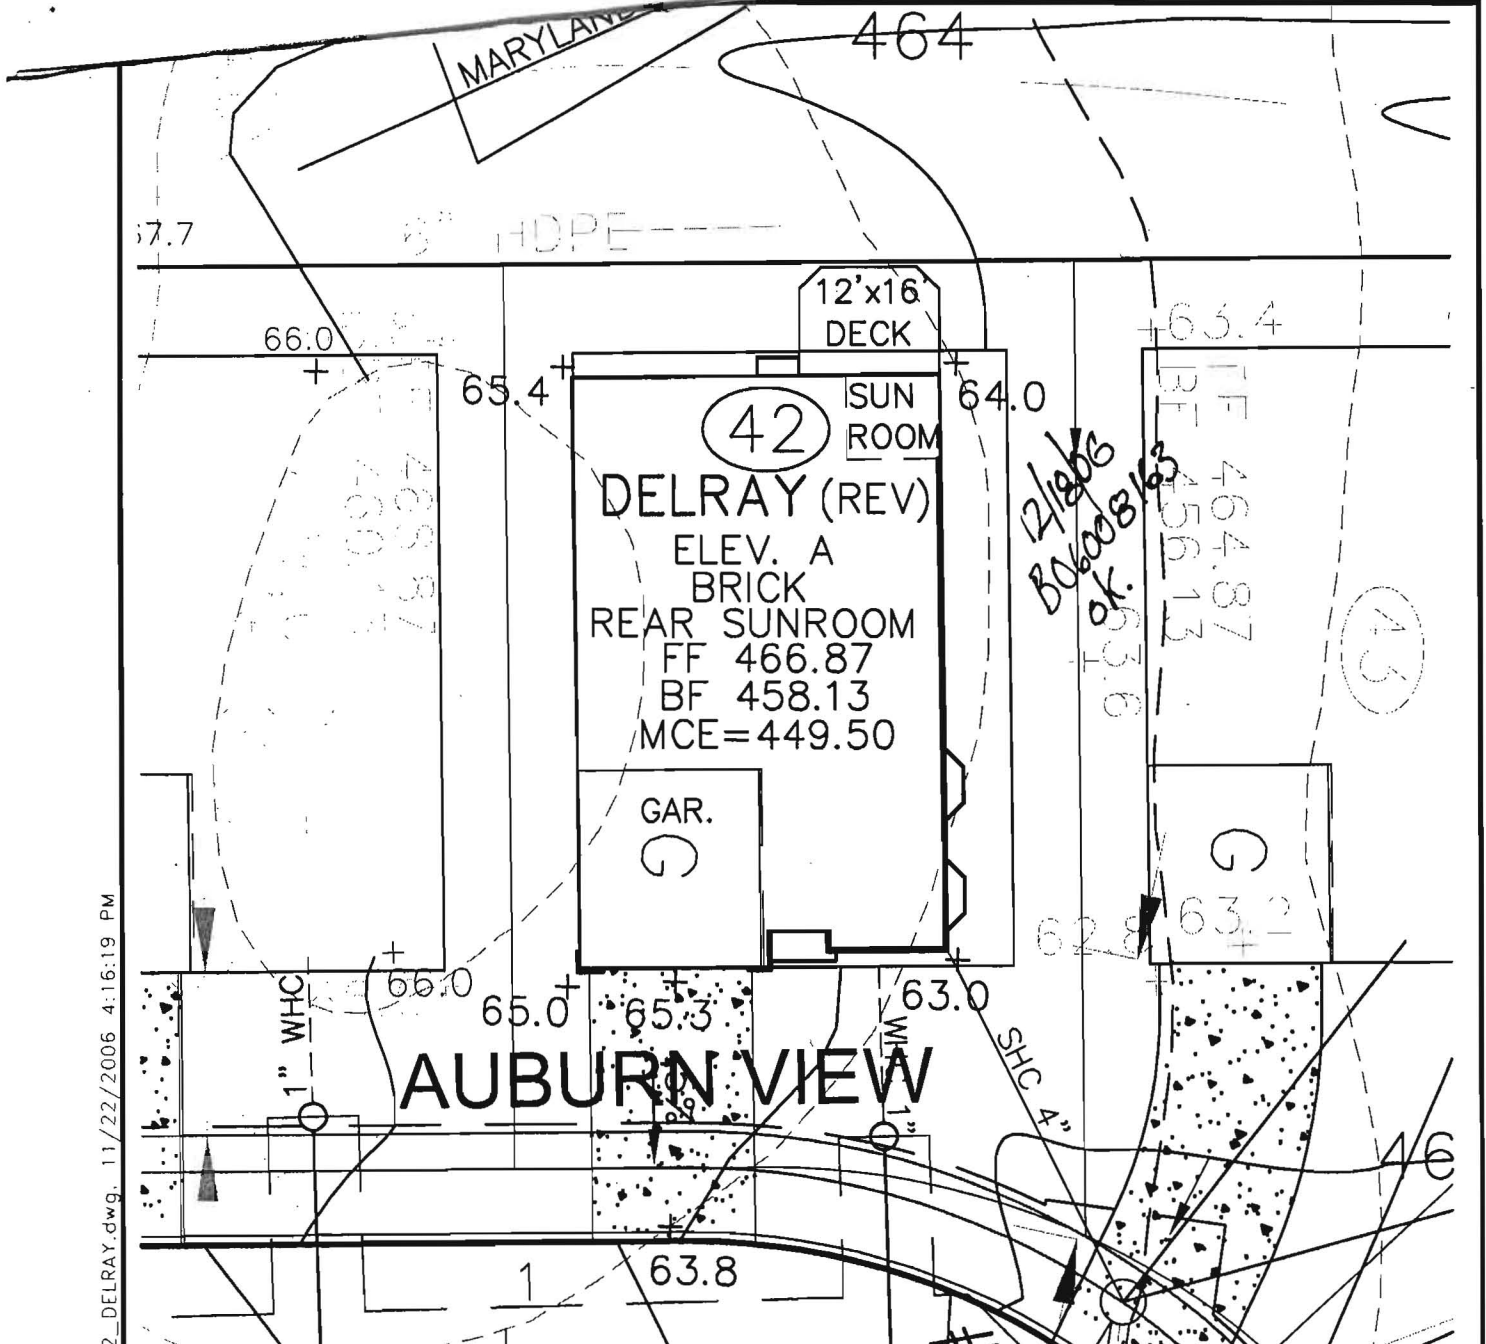 MARYLAND
464
57.7
6" HDPE
12'x16'
DECK
66.0
65.4
64.0
63.4
SUN
ROOM
42
DELRAY (REV)
ELEV. A
BRICK
REAR SUNROOM
FF 466.87
BF 458.13
MCE=449.50
12/18/06
B06008163
OK.
FF 464.87
BF 456.13
43
63.6
GAR.
G
G
63.2
62.8
66.0
65.0
65.3
63.0
1" WHC
WHC 1"
SHC 4"
AUBURN VIEW
46
63.8
1
2_DELRAY.dwg, 11/22/2006 4:16:19 PM